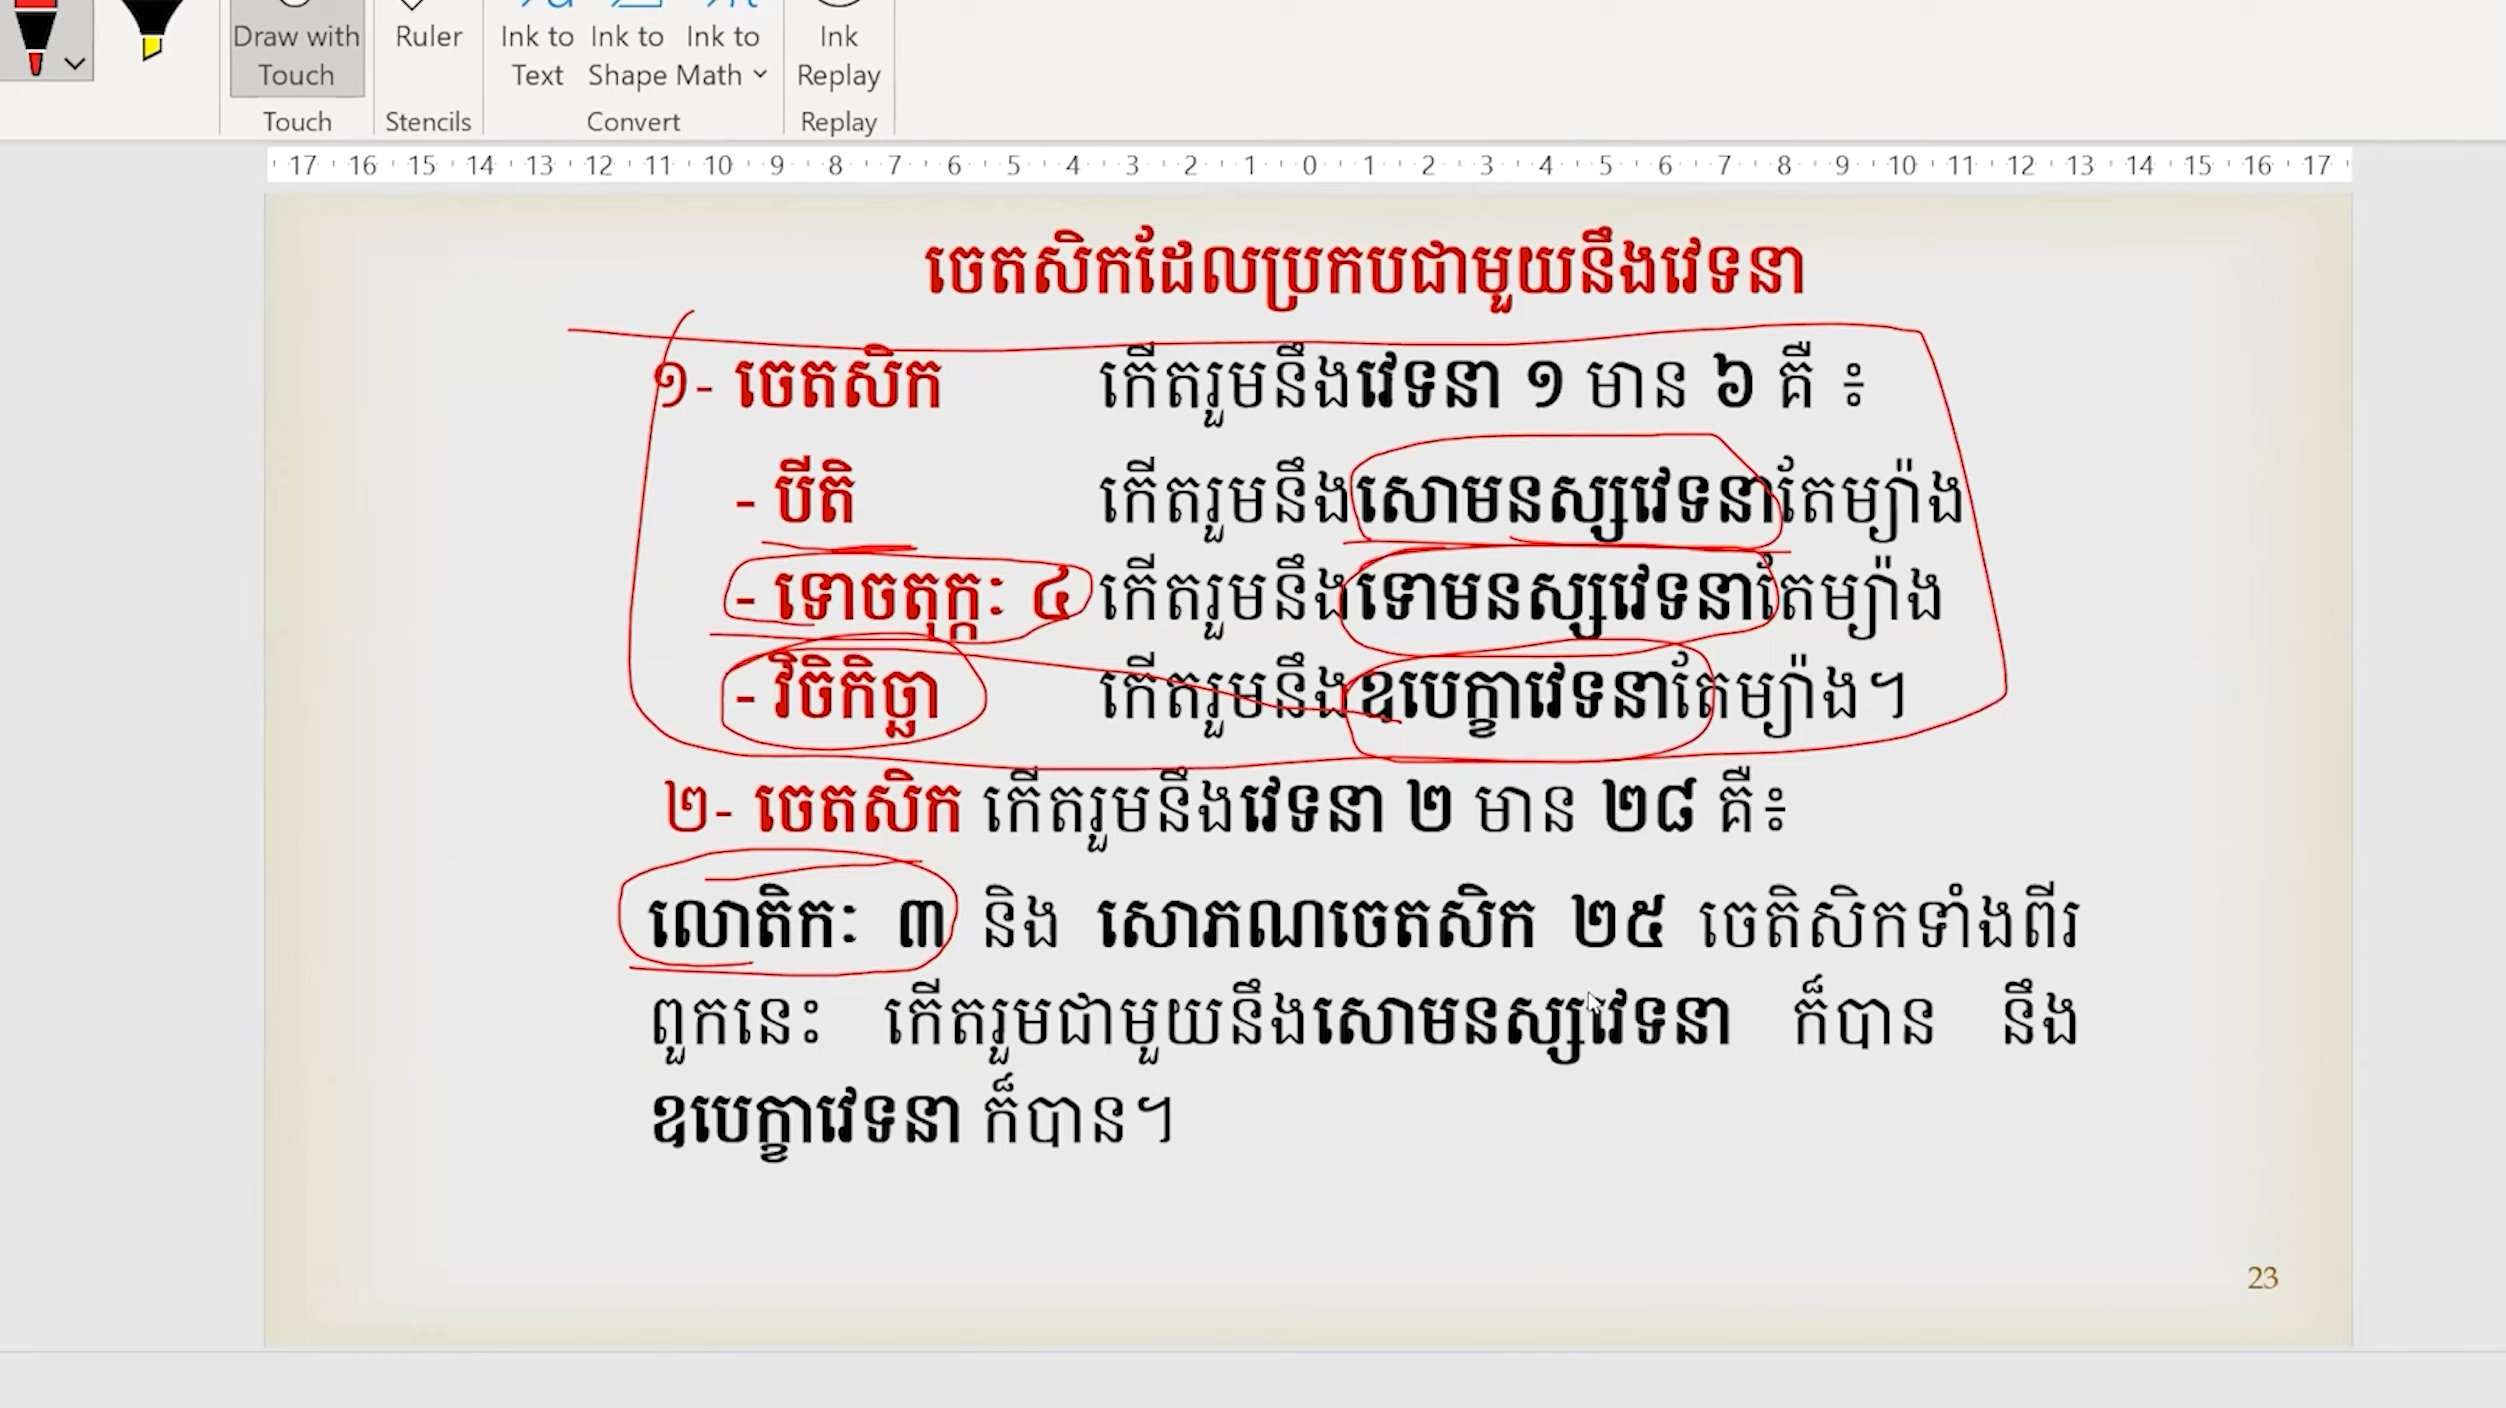 Draw with Touch
Ruler
Ink to Text
Ink to Shape
Ink to Math
Ink Replay
Touch
Stencils
Convert
Replay
17 16 15 14 13 12 11 10 9 8 7 6 5 4 3 2 1 0 1 2 3 4 5 6 7 8 9 10 11 12 13 14 15 16 17
ចេតសិកដែលប្រកបជាមួយនឹងវេទនា
១- ចេតសិក កើតរួមនឹងវេទនា ១ មាន ៦ គឺ ៖
- បីតិ កើតរួមនឹងសោមនស្សវេទនាតែម្យ៉ាង
- ទោចតុក្កៈ ៤ កើតរួមនឹងទោមនស្សវេទនាតែម្យ៉ាង
- វិចិកិច្ឆា កើតរួមនឹងឧបេក្ខាវេទនាតែម្យ៉ាង។
២- ចេតសិក កើតរួមនឹងវេទនា ២ មាន ២៨ គឺ៖
លោតិកៈ ៣ និង សោភណចេតសិក ២៥ ចេតិសិកទាំងពីរ
ពួកនេះ កើតរួមជាមួយនឹងសោមនស្សវេទនា ក៏បាន នឹង
ឧបេក្ខាវេទនា ក៏បាន។
23